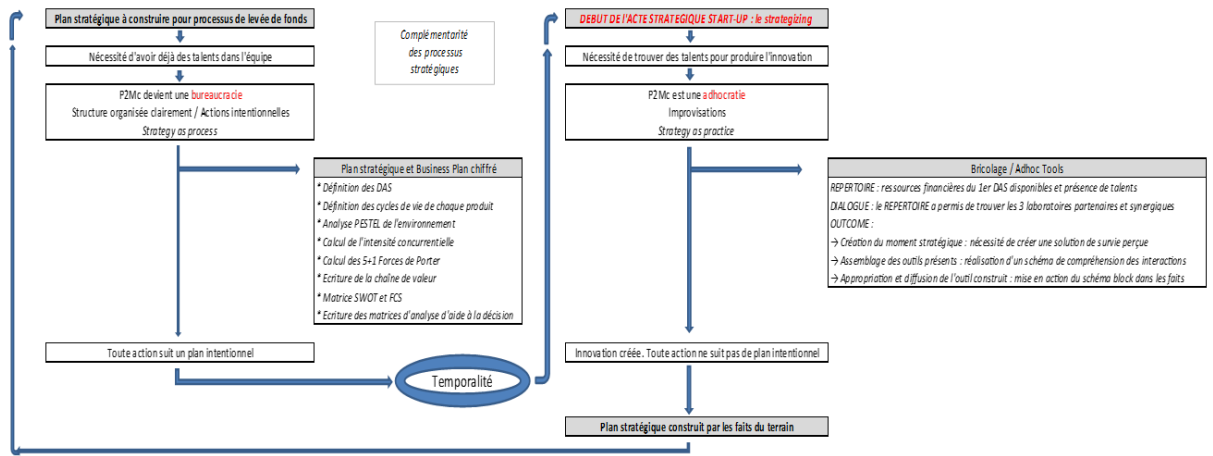 Plan stratégique à construire pour processus de levée de fonds
Nécessité d'avoir déjà des talents dans l'équipe
P2Mc devient une bureaucracie
Structure organisée clairement / Actions intentionnelles
Strategy as process
Plan stratégique et Business Plan chiffré
* Définition des DAS
* Définition des cycles de vie de chaque produit
* Analyse PESTEL de l'environnement
* Calcul de l'intensité concurrentielle
* Calcul des 5+1 Forces de Porter
* Ecriture de la chaîne de valeur
* Matrice SWOT et FCS
* Ecriture des matrices d'analyse d'aide à la décision
Toute action suit un plan intentionnel
Complémentarité
des processus
stratégiques
Temporalité
DEBUT DE L'ACTE STRATEGIQUE START-UP : le strategizing
Nécessité de trouver des talents pour produire l'innovation
P2Mc est une adhocratie
Improvisations
Strategy as practice
Bricolage / Adhoc Tools
REPERTOIRE : ressources financières du 1er DAS disponibles et présence de talents
DIALOGUE : le REPERTOIRE a permis de trouver les 3 laboratoires partenaires et synergiques
OUTCOME :
→ Création du moment stratégique : nécessité de créer une solution de survie perçue
→ Assemblage des outils présents : réalisation d'un schéma de compréhension des interactions
→ Appropriation et diffusion de l'outil construit : mise en action du schéma block dans les faits
Innovation créée. Toute action ne suit pas de plan intentionnel
Plan stratégique construit par les faits du terrain